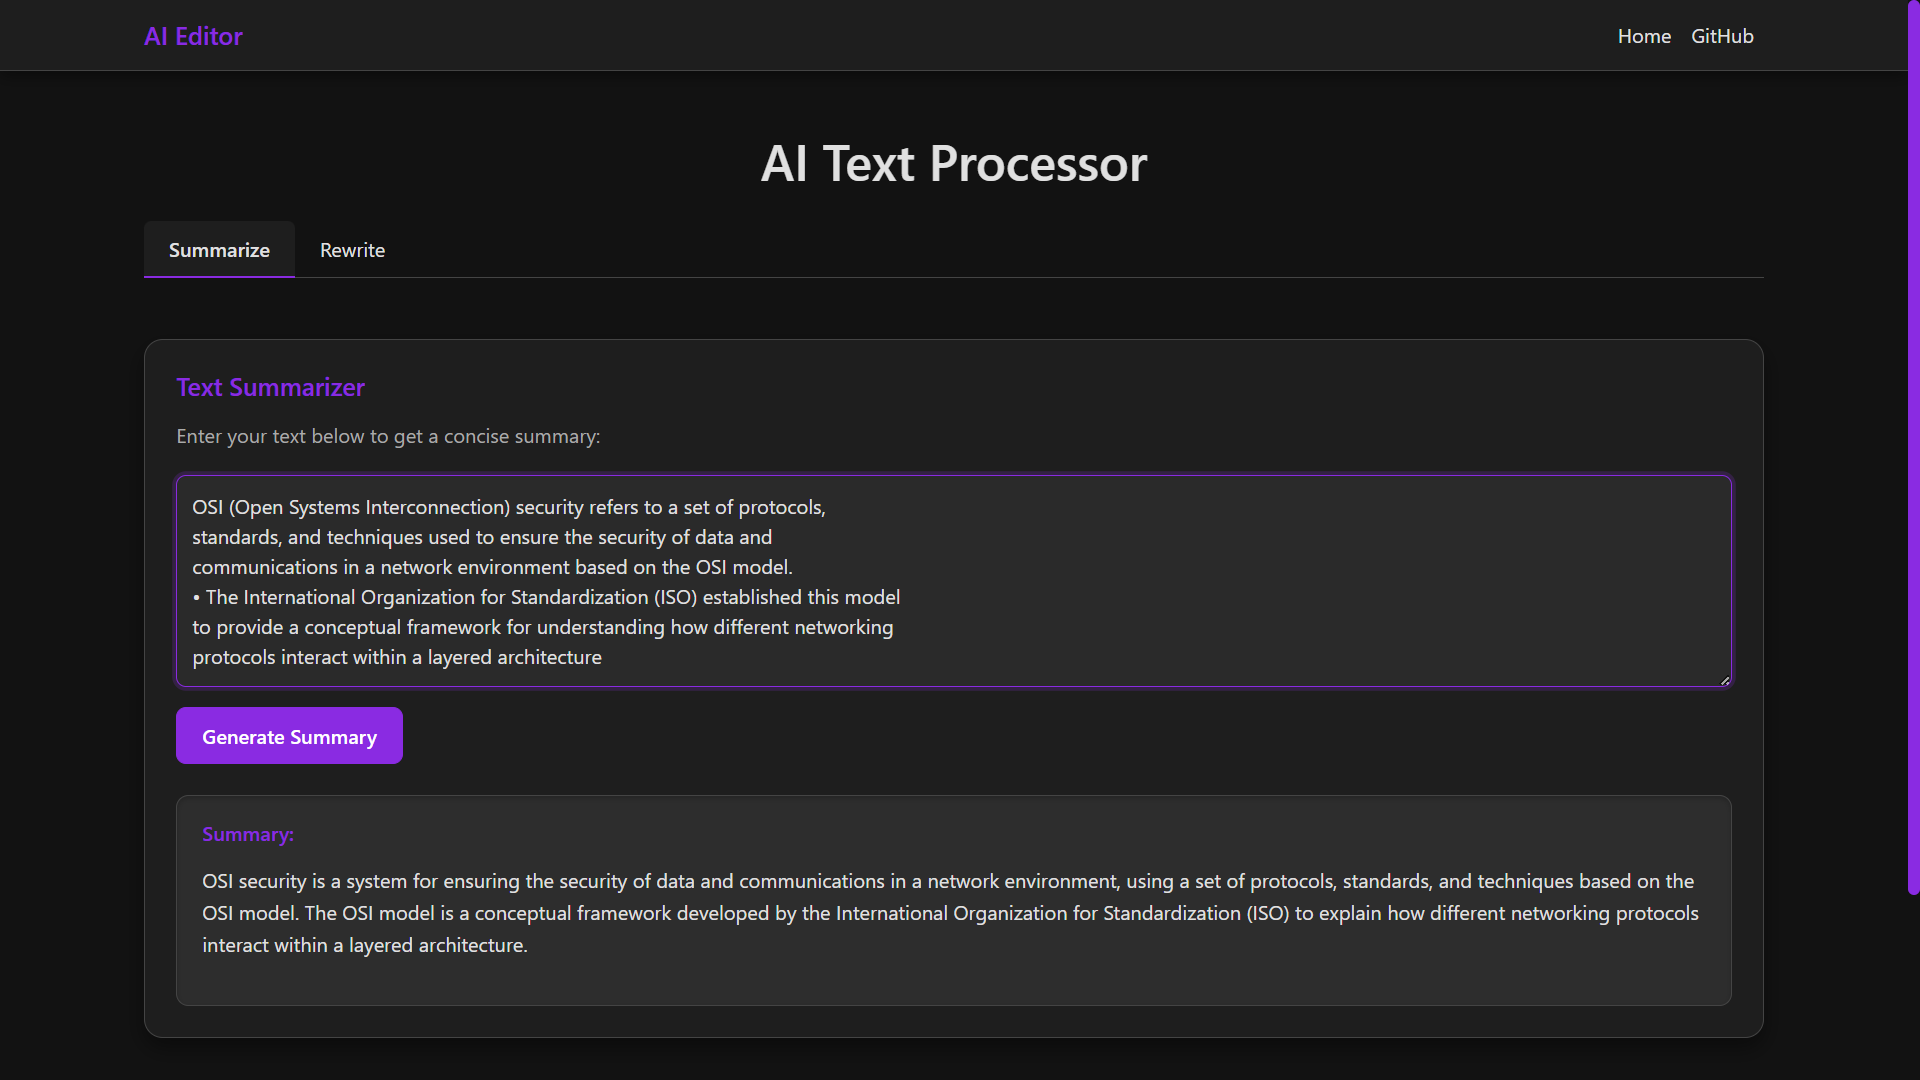 AI Editor
Home
GitHub
AI Text Processor
Summarize
Rewrite
Text Summarizer
Enter your text below to get a concise summary:
OSI (Open Systems Interconnection) security refers to a set of protocols,
standards, and techniques used to ensure the security of data and
communications in a network environment based on the OSI model.
• The International Organization for Standardization (ISO) established this model
to provide a conceptual framework for understanding how different networking
protocols interact within a layered architecture
Generate Summary
Summary:
OSI security is a system for ensuring the security of data and communications in a network environment, using a set of protocols, standards, and techniques based on the
OSI model. The OSI model is a conceptual framework developed by the International Organization for Standardization (ISO) to explain how different networking protocols
interact within a layered architecture.